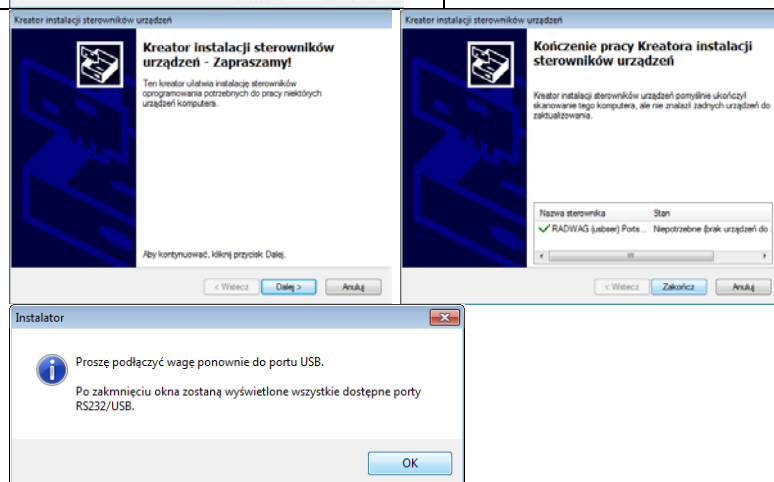 Kreator instalacji sterowników urządzeń
Kreator instalacji sterowników
urządzeń - Zapraszamy!
Ten kreator ułatwia instalację sterowników
oprogramowania potrzebnych do pracy niektórych
urządzeń komputera.
Aby kontynuować, kliknij przycisk Dalej.
< Wstecz
Dalej >
Anuluj
Kreator instalacji sterowników urządzeń
Kończenie pracy Kreatora instalacji
sterowników urządzeń
Kreator instalacji sterowników urządzeń pomyślnie ukończył
skanowanie tego komputera, ale nie znalazł żadnych urządzeń do
zaktualizowania.
Nazwa sterownika Stan
RADWAG (usbser) Ports... Niepotrzebne (brak urządzeń do
< Wstecz
Zakończ
Anuluj
Instalator
Proszę podłączyć wagę ponownie do portu USB.
Po zakmnięciu okna zostaną wyświetlone wszystkie dostępne porty
RS232/USB.
OK